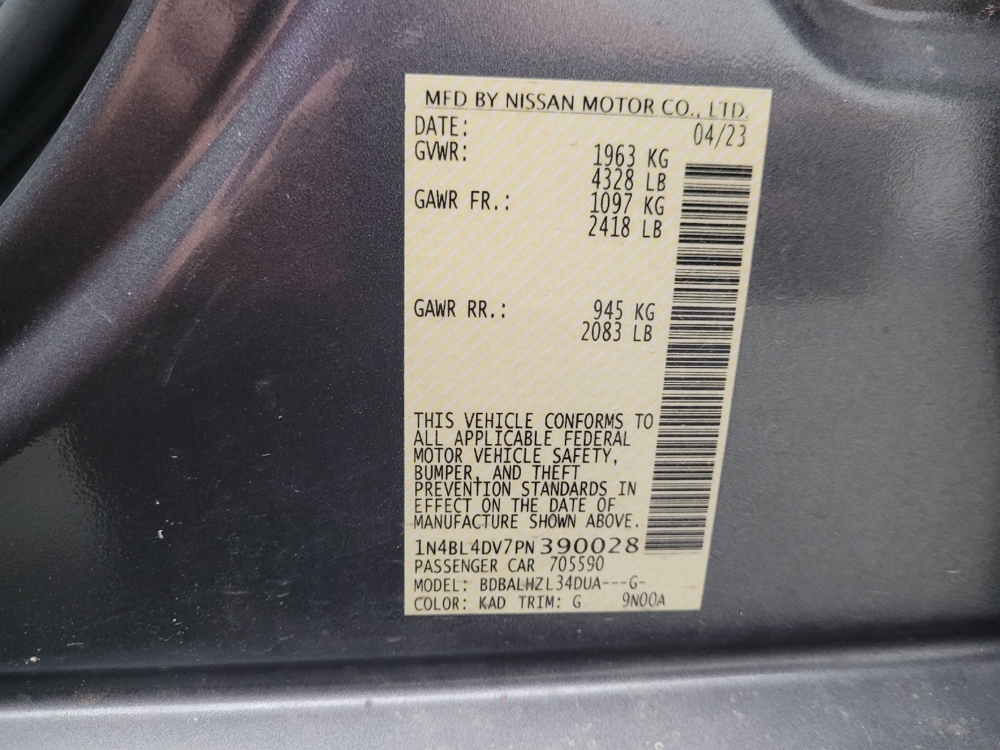 MFD BY NISSAN MOTOR CO., LTD.
DATE: 04/23
GVWR: 1963 KG
4328 LB
GAWR FR.: 1097 KG
2418 LB
GAWR RR.: 945 KG
2083 LB
THIS VEHICLE CONFORMS TO
ALL APPLICABLE FEDERAL
MOTOR VEHICLE SAFETY,
BUMPER, AND THEFT
PREVENTION STANDARDS IN
EFFECT ON THE DATE OF
MANUFACTURE SHOWN ABOVE.
1N4BL4DV7PN390028
PASSENGER CAR 705590
MODEL: BDBALHZL34DUA---G-
COLOR: KAD TRIM: G 9N00A